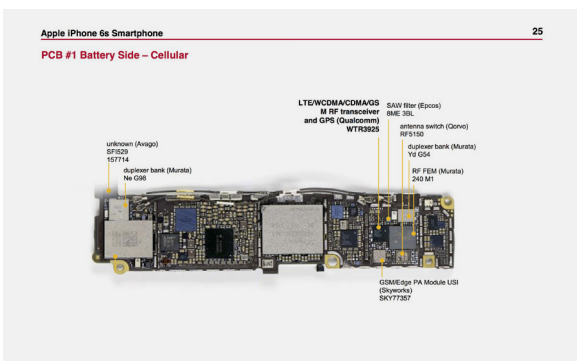 Apple iPhone 6s Smartphone
25
PCB #1 Battery Side – Cellular
LTE/WCDMA/CDMA/GS
M RF transceiver
and GPS (Qualcomm)
WTR3925
SAW filter (Epcos)
8ME 3BL
antenna switch (Qorvo)
RF5150
duplexer bank (Murata)
Yd G54
RF FEM (Murata)
240 M1
unknown (Avago)
SFI529
157714
duplexer bank (Murata)
Ne G98
GSM/Edge PA Module USI
(Skyworks)
SKY77357